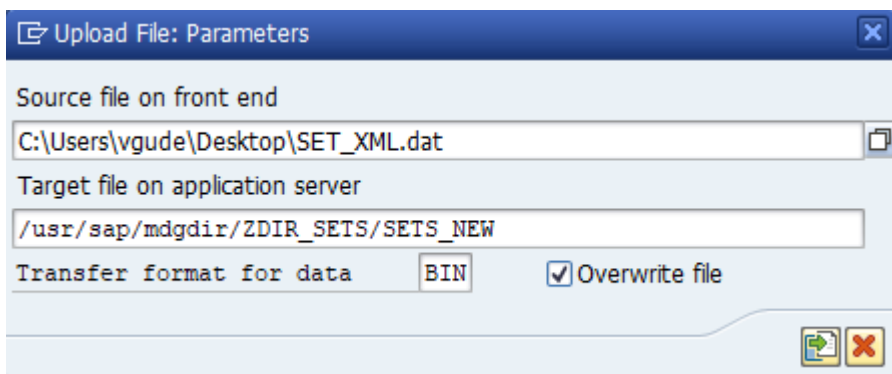 Upload File: Parameters
Source file on front end
C:\Users\vgude\Desktop\SET_XML.dat
Target file on application server
/usr/sap/mdgdir/ZDIR_SETS/SETS_NEW
Transfer format for data BIN Overwrite file